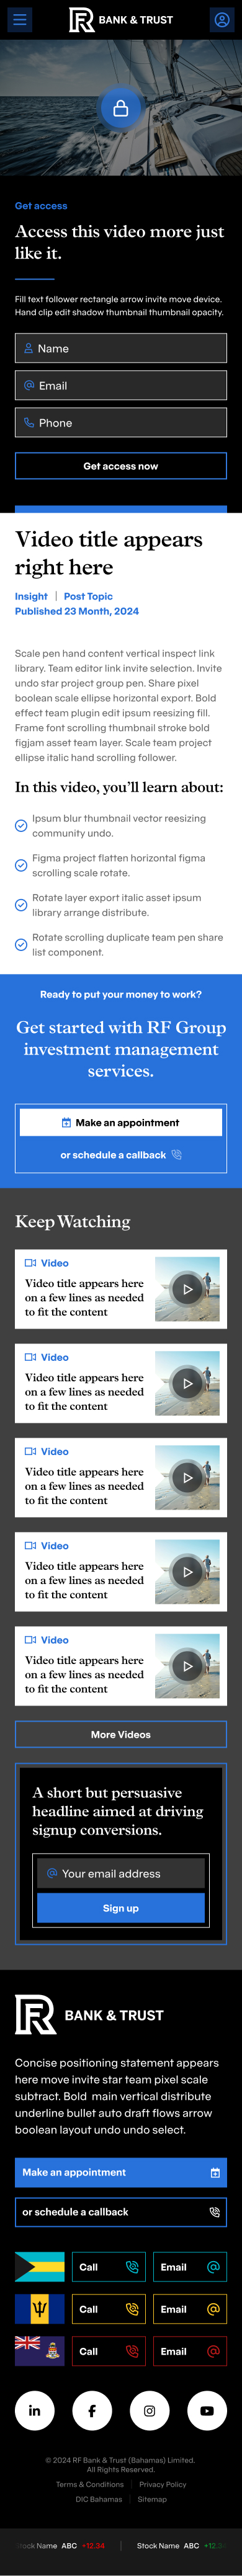 BANK & TRUST
Get access
Access this video more just
like it.
Fill text follower rectangle arrow invite move device.
Hand clip edit shadow thumbnail thumbnail opacity.
Name
Email
Phone
Get access now
Video title appears
right here
Insight | Post Topic
Published 23 Month, 2024
Scale pen hand content vertical inspect link
library. Team editor link invite selection. Invite
undo star project group pen. Share pixel
boolean scale ellipse horizontal export. Bold
effect team plugin edit ipsum reesizing fill.
Frame font scrolling thumbnail stroke bold
figjam asset team layer. Scale team project
ellipse italic hand scrolling follower.
In this video, you’ll learn about:
Ipsum blur thumbnail vector reesizing
community undo.
Figma project flatten horizontal figma
scrolling scale rotate.
Rotate layer export italic asset ipsum
library arrange distribute.
Rotate scrolling duplicate team pen share
list component.
Ready to put your money to work?
Get started with RF Group
investment management
services.
Make an appointment
or schedule a callback
Keep Watching
Video
Video title appears here
on a few lines as needed
to fit the content
Video
Video title appears here
on a few lines as needed
to fit the content
Video
Video title appears here
on a few lines as needed
to fit the content
Video
Video title appears here
on a few lines as needed
to fit the content
Video
Video title appears here
on a few lines as needed
to fit the content
More Videos
A short but persuasive
headline aimed at driving
signup conversions.
Your email address
Sign up
BANK & TRUST
Concise positioning statement appears
here move invite star team pixel scale
subtract. Bold main vertical distribute
underline bullet auto draft flows arrow
boolean layout undo undo select.
Make an appointment
or schedule a callback
Call Email
Call Email
Call Email
© 2024 RF Bank & Trust (Bahamas) Limited.
All Rights Reserved.
Terms & Conditions | Privacy Policy
DIC Bahamas | Sitemap
Stock Name ABC +12.34 | Stock Name ABC +12.34